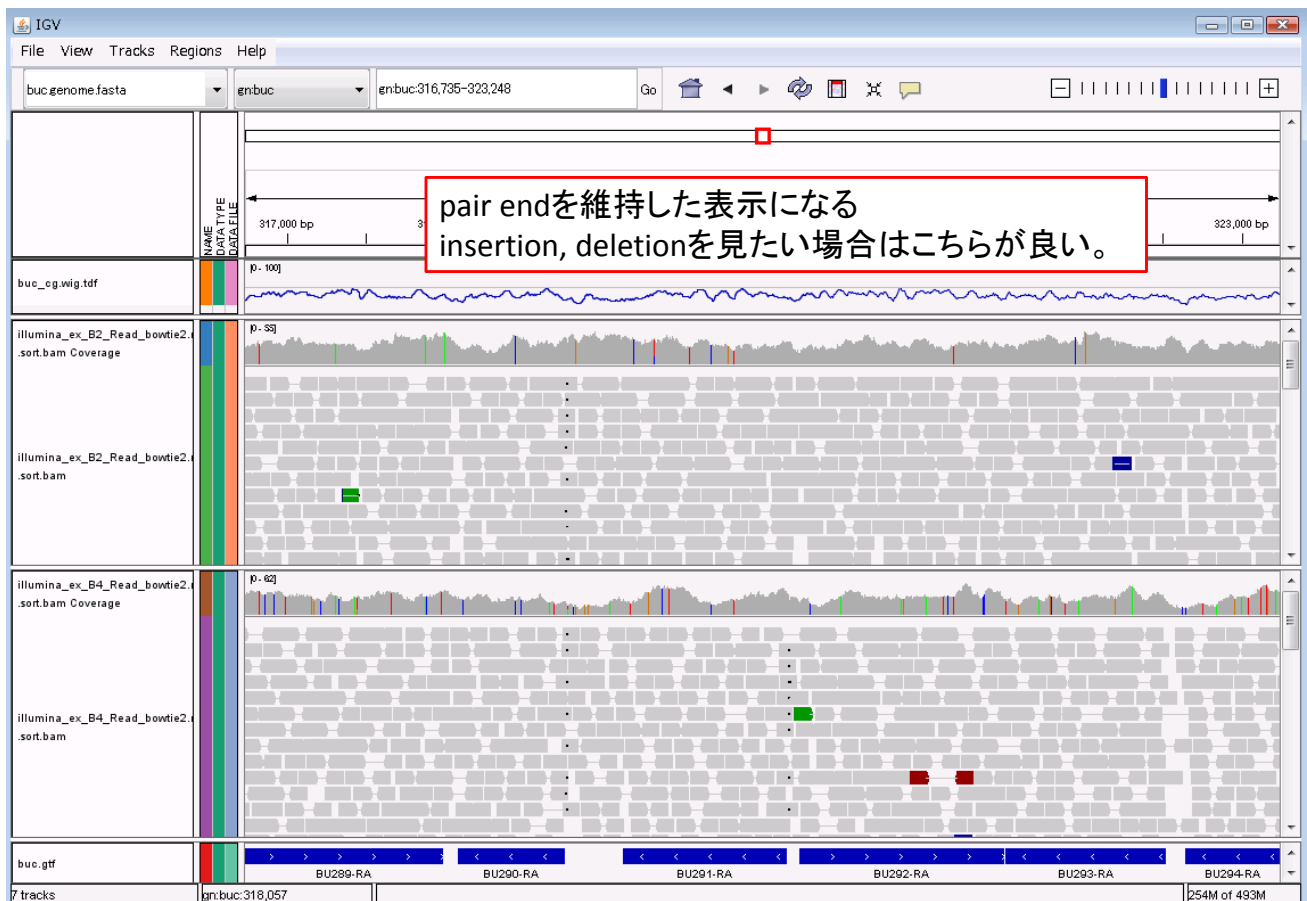 IGV
File View Tracks Regions Help
buc.genome.fasta
gn:buc
gn:buc:316,735-323,248
Go
NAME
DATA TYPE
DATA FILE
pair endを維持した表示になる
insertion, deletionを見たい場合はこちらが良い。
317,000 bp
323,000 bp
buc_cg.wig.tdf
[0 - 100]
illumina_ex_B2_Read_bowtie2.
.sort.bam Coverage
[0 - 55]
illumina_ex_B2_Read_bowtie2.
.sort.bam
illumina_ex_B4_Read_bowtie2.
.sort.bam Coverage
[0 - 62]
illumina_ex_B4_Read_bowtie2.
.sort.bam
buc.gtf
BU289-RA
BU290-RA
BU291-RA
BU292-RA
BU293-RA
BU294-RA
7 tracks
gn:buc:318,057
254M of 493M